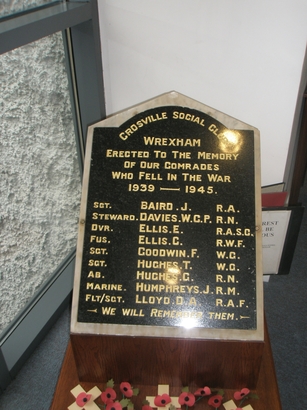 CROSVILLE SOCIAL CLUB
WREXHAM
ERECTED TO THE MEMORY
OF OUR COMRADES
WHO FELL IN THE WAR
1939 — 1945.
SGT. BAIRD. J. R.A.
STEWARD. DAVIES. W.C.P. R.N.
DVR. ELLIS. E. R.A.S.C.
FUS. ELLIS. C. R.W.F.
SGT. GOODWIN. F. W.G.
SGT. HUGHES. T. W.G.
AB. HUGHES. G. R.N.
MARINE. HUMPHREYS. J. R.M.
FLT/SGT. LLOYD. D.A. R.A.F.
WE WILL REMEMBER THEM.